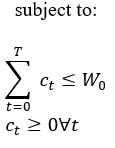 subject to:
T
∑ c_t ≤ W_0
t=0
c_t ≥ 0∀t